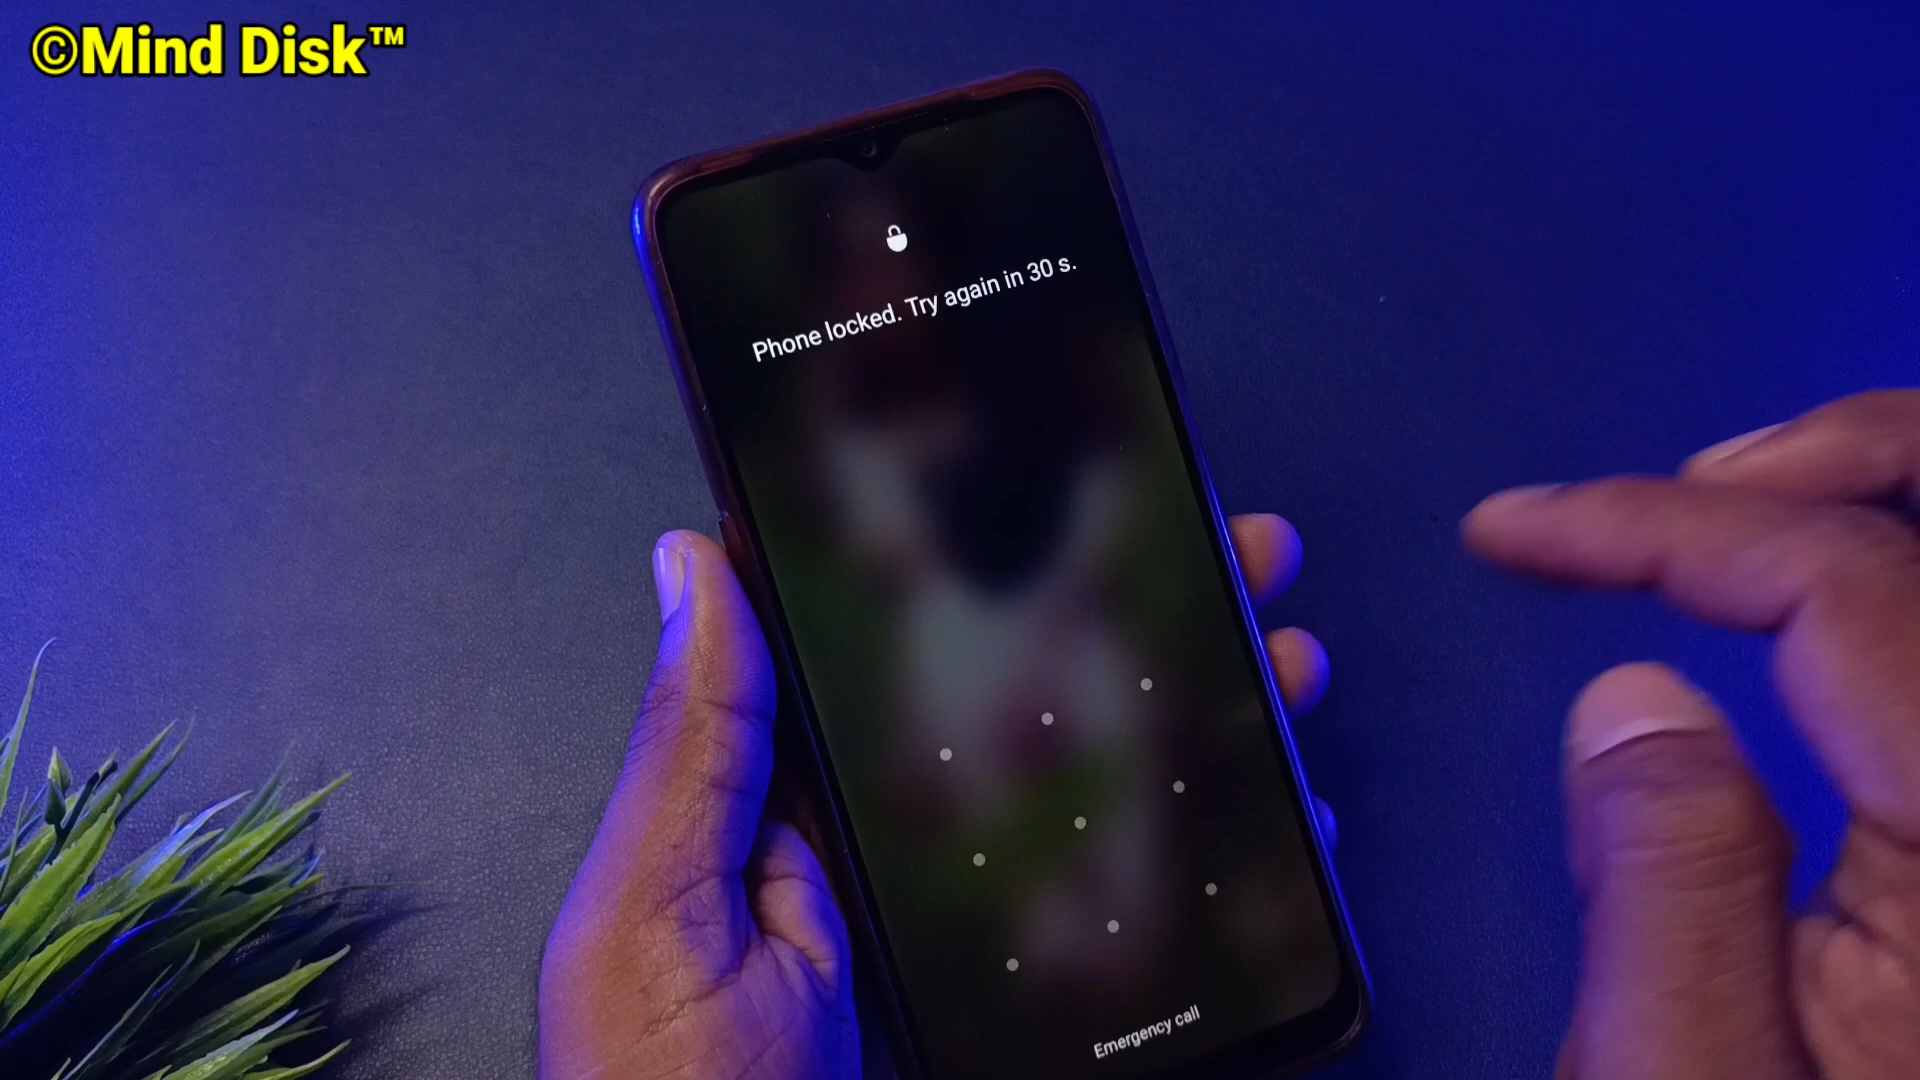 ©Mind Disk™
Phone locked. Try again in 30 s.
Emergency call